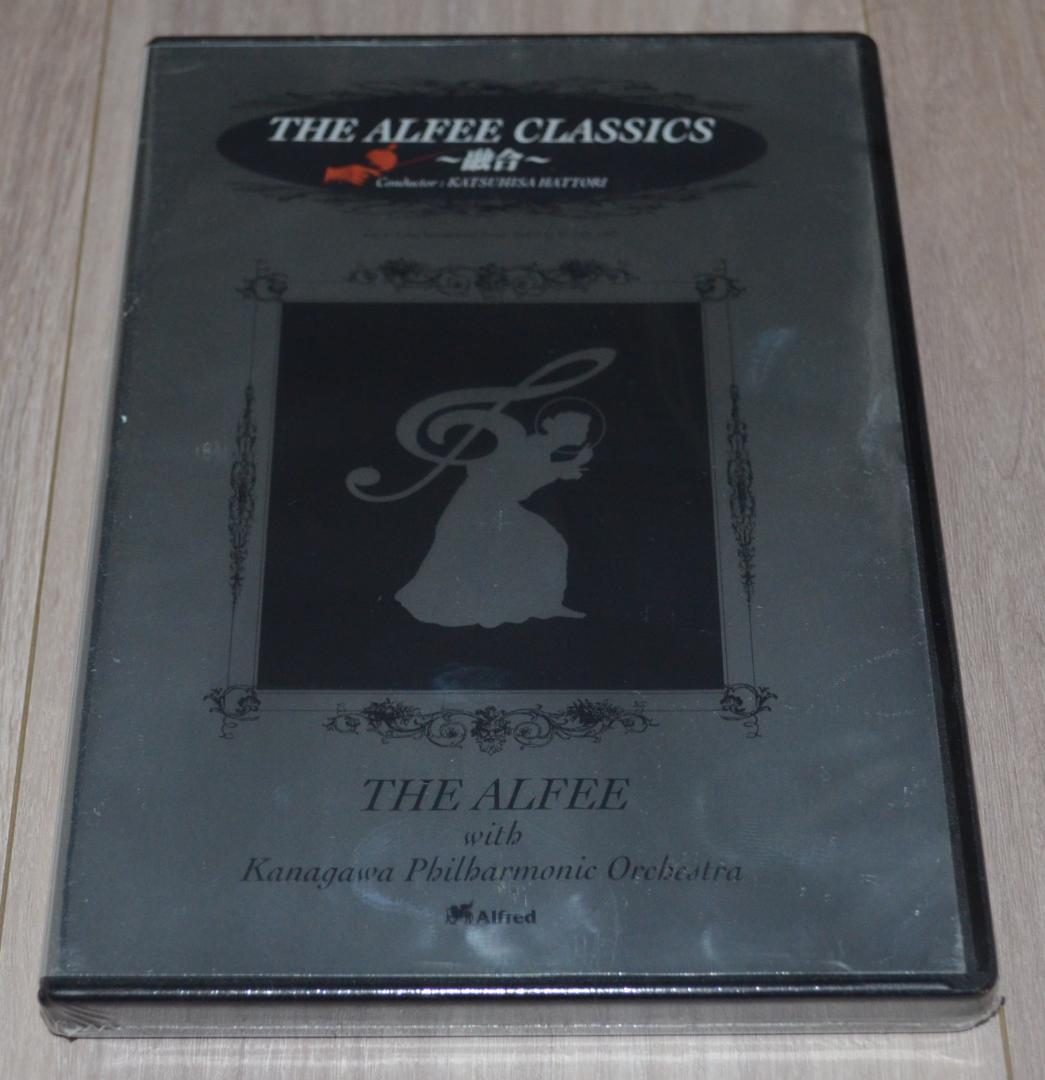 THE ALFEE CLASSICS
～融合～
Conductor : KATSUHISA HATTORI
THE ALFEE
with
Kanagawa Philharmonic Orchestra
Alfred